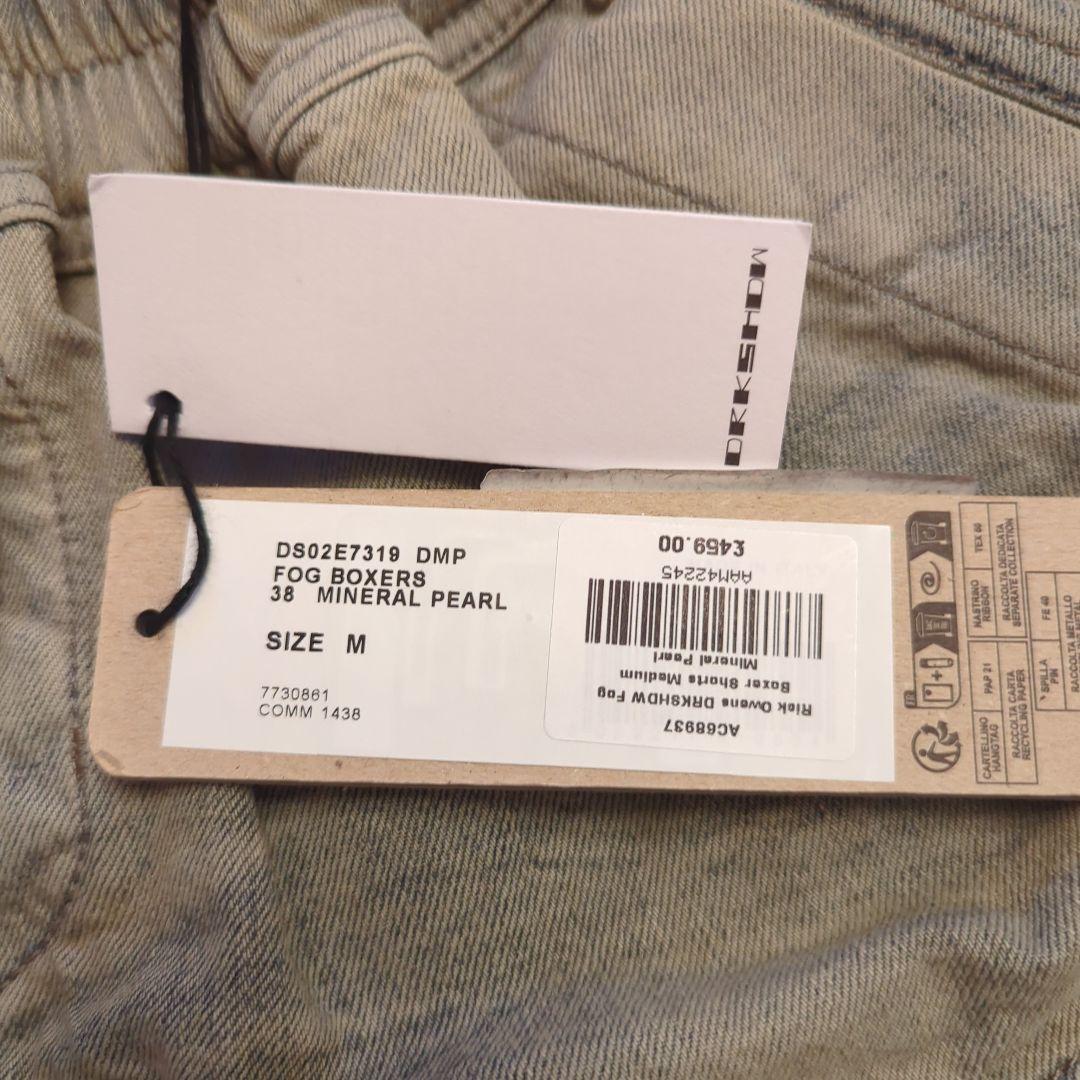 DRKSHDW
DS02E7319 DMP
FOG BOXERS
38 MINERAL PEARL
SIZE M
7730861
COMM 1438
AC68937
Rick Owens DRKSHDW Fog
Boxer Shorts Medium
Mineral Pearl
AAM42245
£459.00
FR
CARTELLINO
HANGTAG
PAP 21
RACCOLTA CARTA
RECYCLING PAPER
NASTRINO
RIBBON
TEX 60
RACCOLTA DEDICATA
SEPARATE COLLECTION
*SPILLA
PIN
FE 40
RACCOLTA METALLO